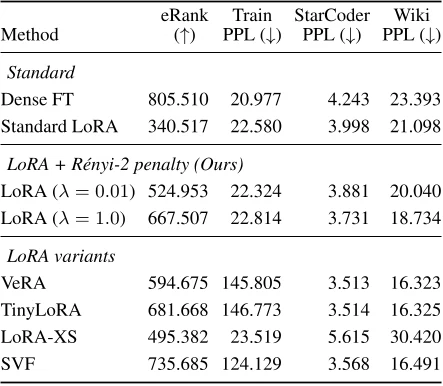 Method eRank (↑) Train PPL (↓) StarCoder PPL (↓) Wiki PPL (↓)
Standard
Dense FT 805.510 20.977 4.243 23.393
Standard LoRA 340.517 22.580 3.998 21.098
LoRA + Rényi-2 penalty (Ours)
LoRA (λ = 0.01) 524.953 22.324 3.881 20.040
LoRA (λ = 1.0) 667.507 22.814 3.731 18.734
LoRA variants
VeRA 594.675 145.805 3.513 16.323
TinyLoRA 681.668 146.773 3.514 16.325
LoRA-XS 495.382 23.519 5.615 30.420
SVF 735.685 124.129 3.568 16.491